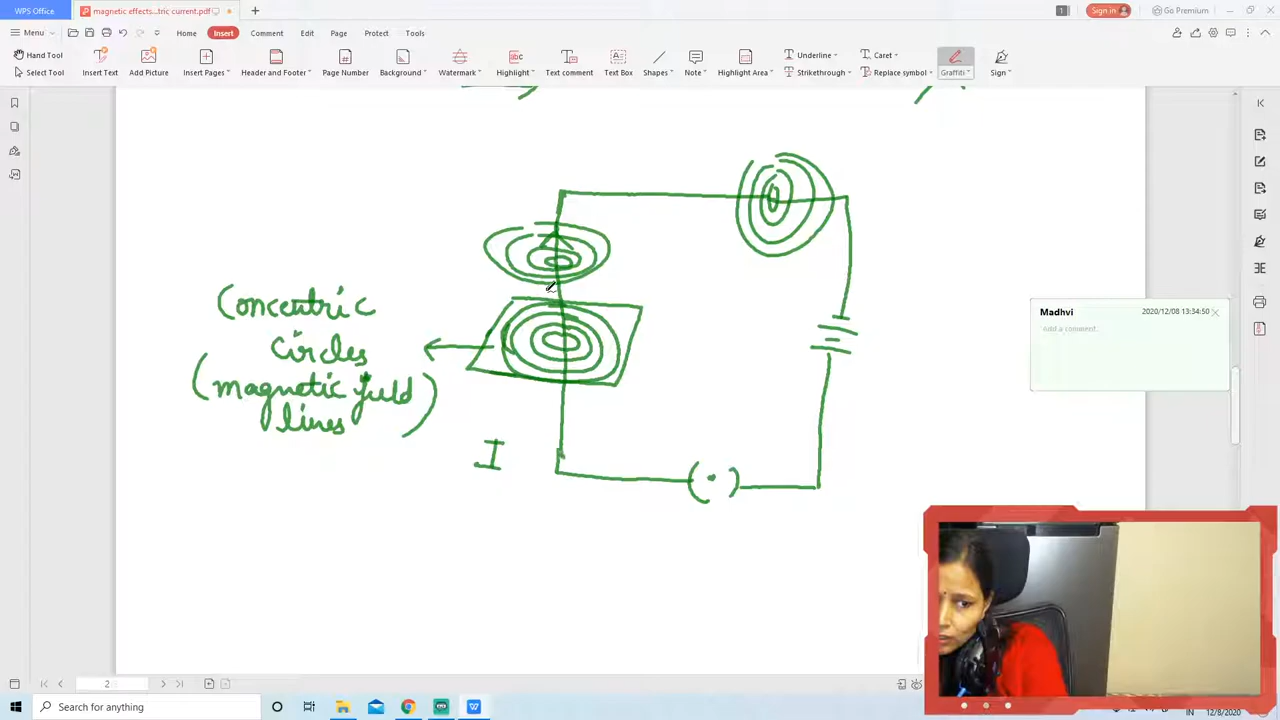 WPS Office
magnetic effects...tric current.pdf
1
Sign in
Go Premium
Menu
Home
Insert
Comment
Edit
Page
Protect
Tools
Hand Tool
Select Tool
Insert Text
Add Picture
Insert Pages
Header and Footer
Page Number
Background
Watermark
Highlight
Text comment
Text Box
Shapes
Note
Highlight Area
Underline
Strikethrough
Caret
Replace symbol
Graffiti
Sign
Concentric
circles
(magnetic field
lines)
I
Madhvi 2020/12/08 13:34:50
Add a comment.
2
Search for anything
IN
12/8/2020